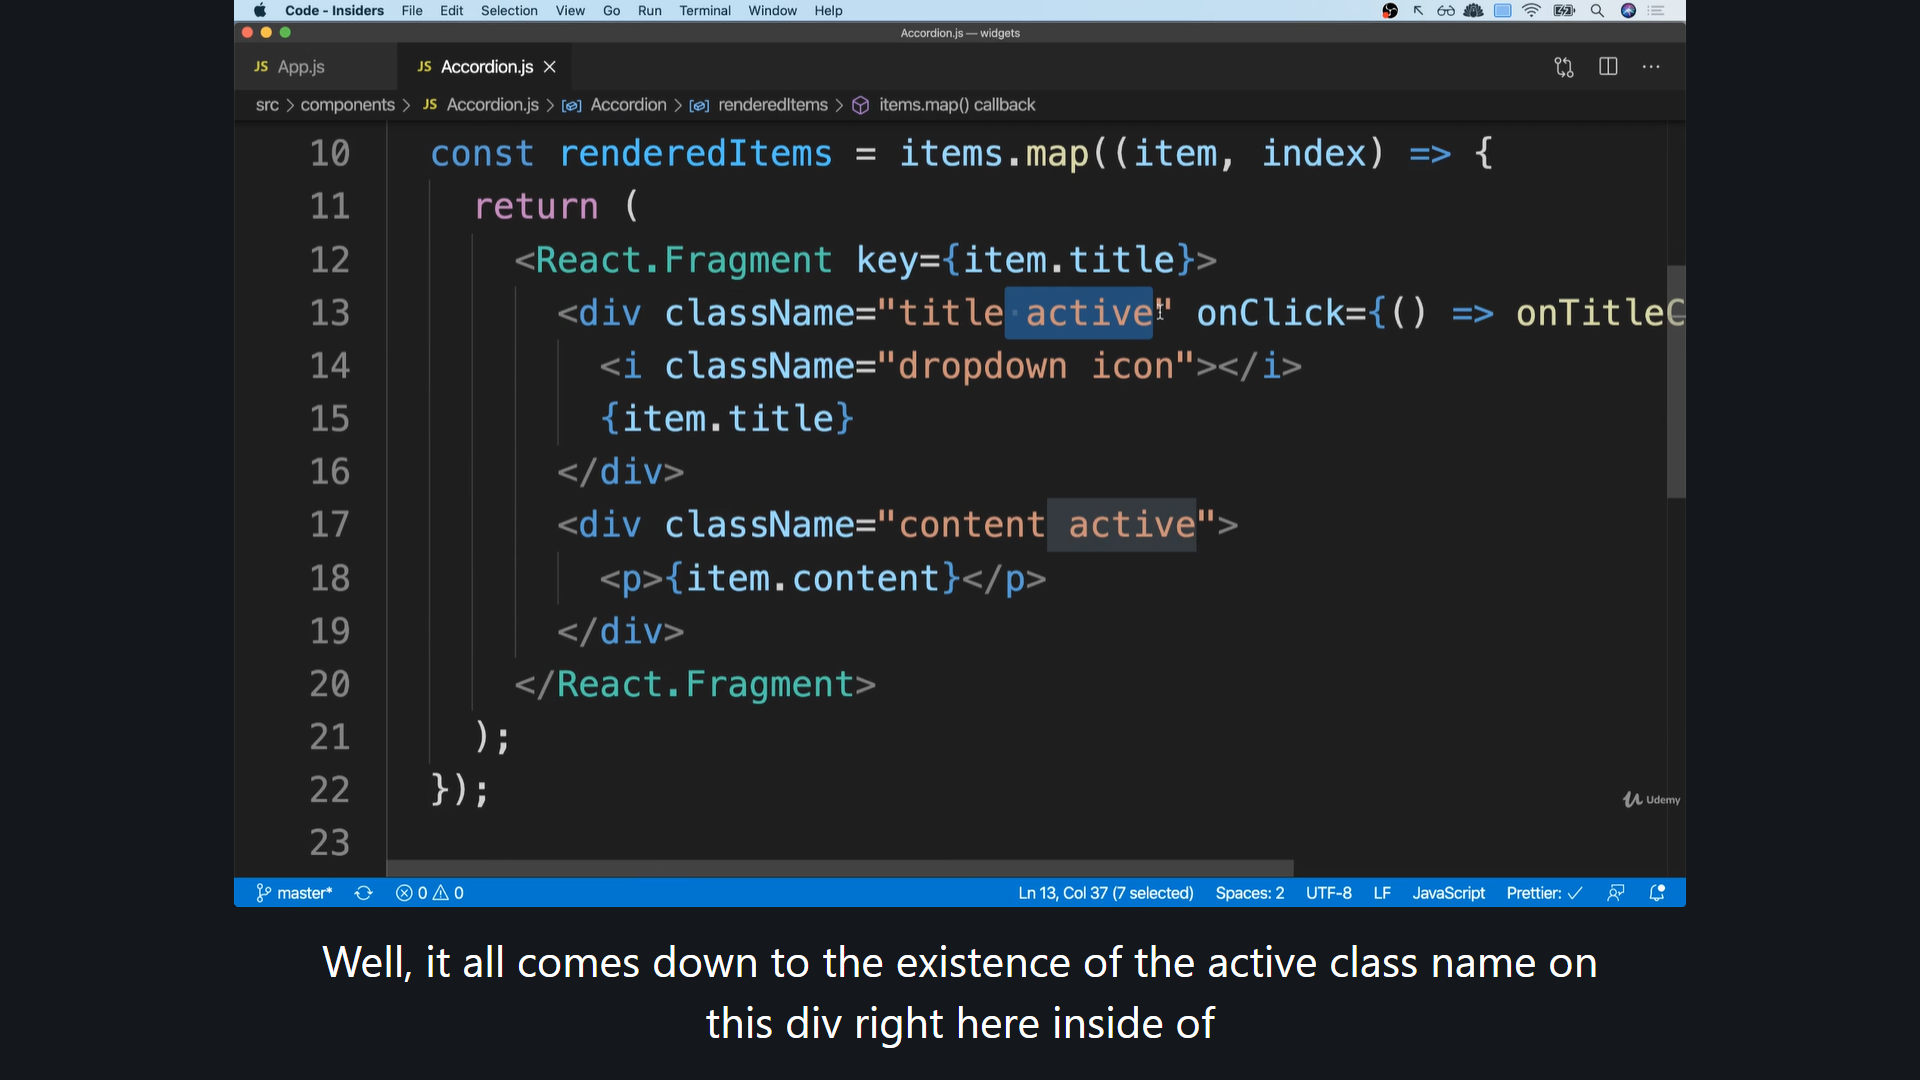 Code - Insiders File Edit Selection View Go Run Terminal Window Help
Accordion.js — widgets
JS App.js JS Accordion.js
src > components > JS Accordion.js > Accordion > renderedItems > items.map() callback
10 const renderedItems = items.map((item, index) => {
11 return (
12 <React.Fragment key={item.title}>
13 <div className="title active" onClick={() => onTitleC
14 <i className="dropdown icon"></i>
15 {item.title}
16 </div>
17 <div className="content active">
18 <p>{item.content}</p>
19 </div>
20 </React.Fragment>
21 );
22 });
23
Udemy
master* 0 0 Ln 13, Col 37 (7 selected) Spaces: 2 UTF-8 LF JavaScript Prettier: ✓
Well, it all comes down to the existence of the active class name on
this div right here inside of